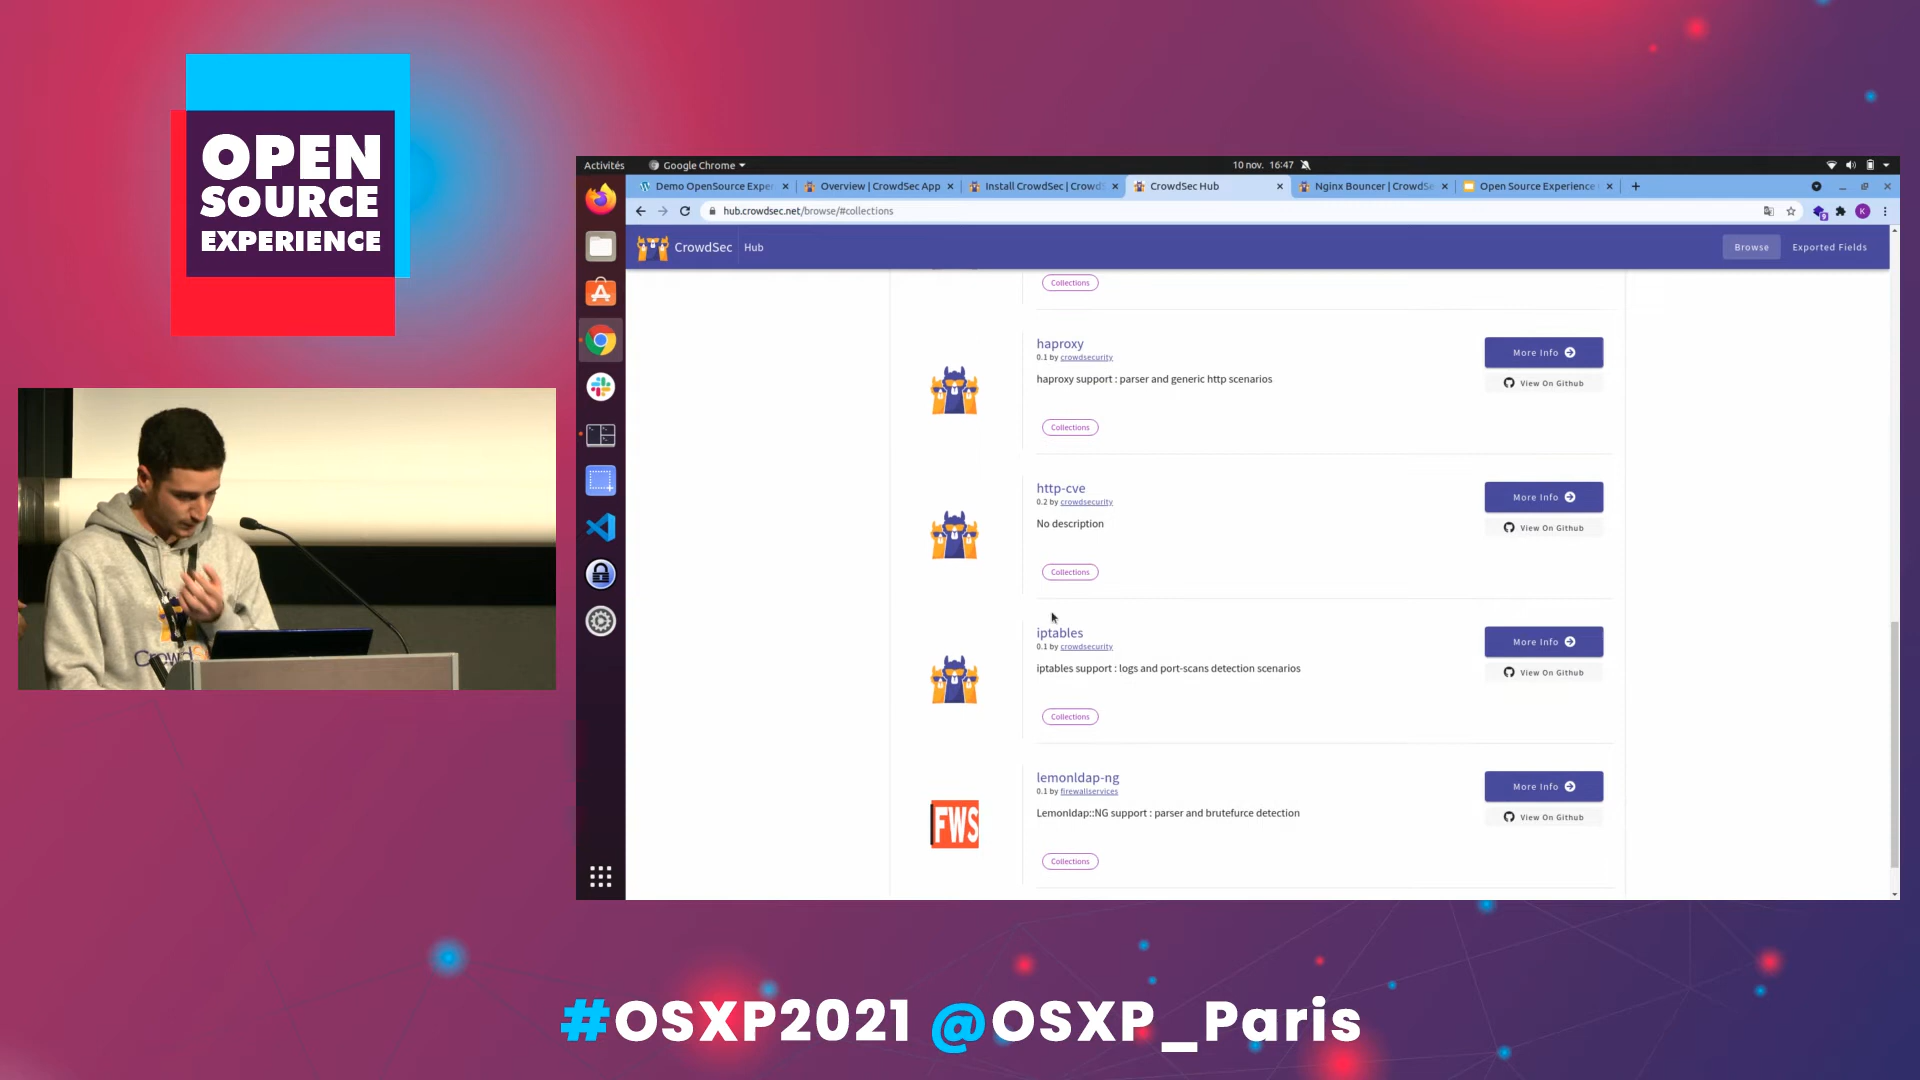 OPEN
SOURCE
EXPERIENCE
Activités
Google Chrome
10 nov. 16:47
Demo OpenSource Exper
Overview | CrowdSec App
Install CrowdSec | Crowd
CrowdSec Hub
Nginx Bouncer | CrowdSe
Open Source Experience
hub.crowdsec.net/browse/#collections
K
CrowdSec
Hub
Browse
Exported Fields
Collections
haproxy
0.1 by crowdsecurity
haproxy support : parser and generic http scenarios
Collections
More Info
View On Github
http-cve
0.2 by crowdsecurity
No description
Collections
More Info
View On Github
iptables
0.1 by crowdsecurity
iptables support : logs and port-scans detection scenarios
Collections
More Info
View On Github
FWS
lemonldap-ng
0.1 by firewallservices
Lemonldap::NG support : parser and brutefurce detection
Collections
More Info
View On Github
#OSXP2021 @OSXP_Paris